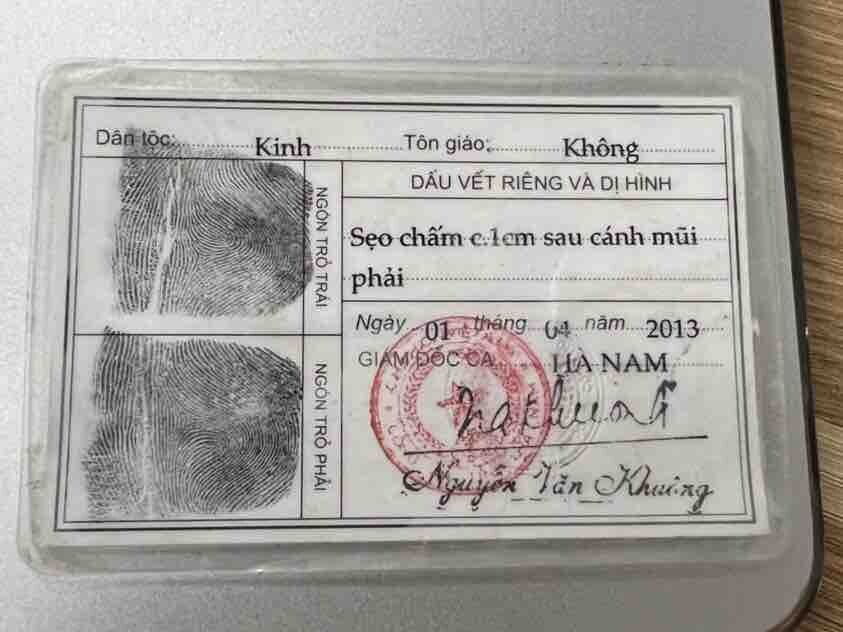 Dân tộc: Kinh Tôn giáo: Không
DẤU VẾT RIÊNG VÀ DỊ HÌNH
NGÓN TRỎ TRÁI
Sẹo chấm c.1cm sau cánh mũi
phải
Ngày 01 tháng 04 năm 2013
GIÁM ĐỐC CA HÀ NAM
NGÓN TRỎ PHẢI
Nguyễn Văn Khương